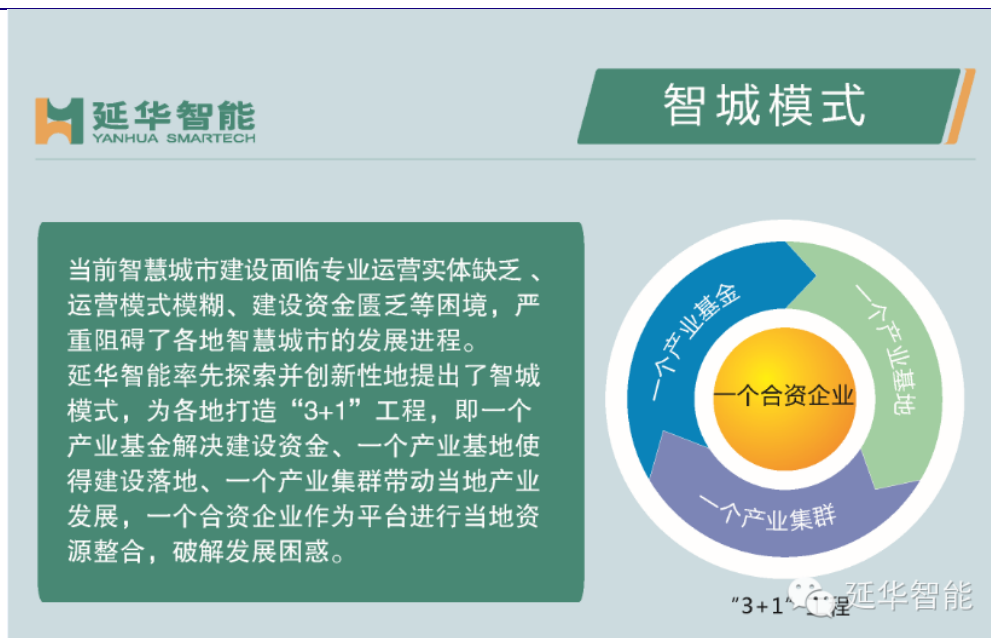 延华智能
YANHUA SMARTECH
智城模式
当前智慧城市建设面临专业运营实体缺乏、
运营模式模糊、建设资金匮乏等困境，严
重阻碍了各地智慧城市的发展进程。
延华智能率先探索并创新性地提出了智城
模式，为各地打造“3+1”工程，即一个
产业基金解决建设资金、一个产业基地使
得建设落地、一个产业集群带动当地产业
发展，一个合资企业作为平台进行当地资
源整合，破解发展困惑。
一个产业基金
一个产业基地
一个合资企业
一个产业集群
“3+1”工程
延华智能